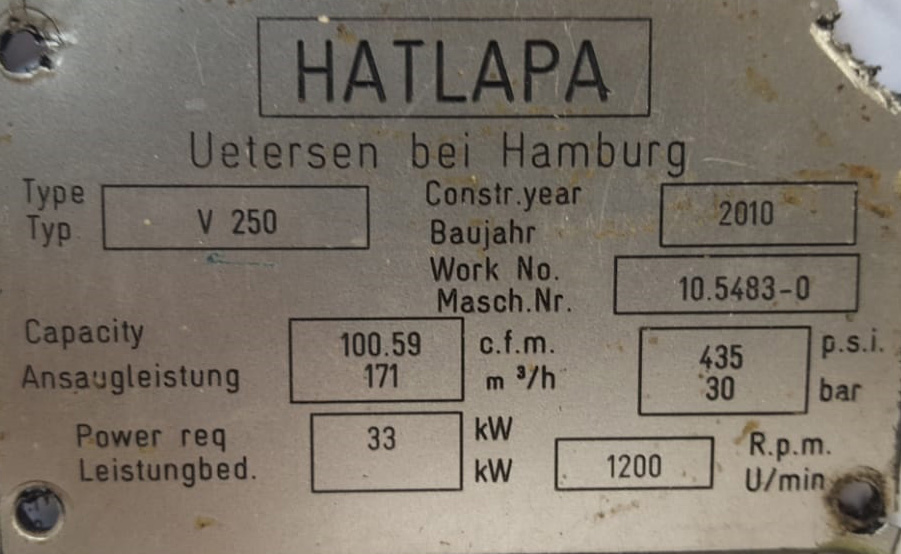 HATLAPA
Uetersen bei Hamburg
Type
Typ
V 250
Constr.year
Baujahr
2010
Work No.
Masch.Nr.
10.5483-0
Capacity
Ansaugleistung
100.59
171
c.f.m.
m ³/h
435
30
p.s.i.
bar
Power req
Leistungbed.
33
kW
kW
1200
R.p.m.
U/min